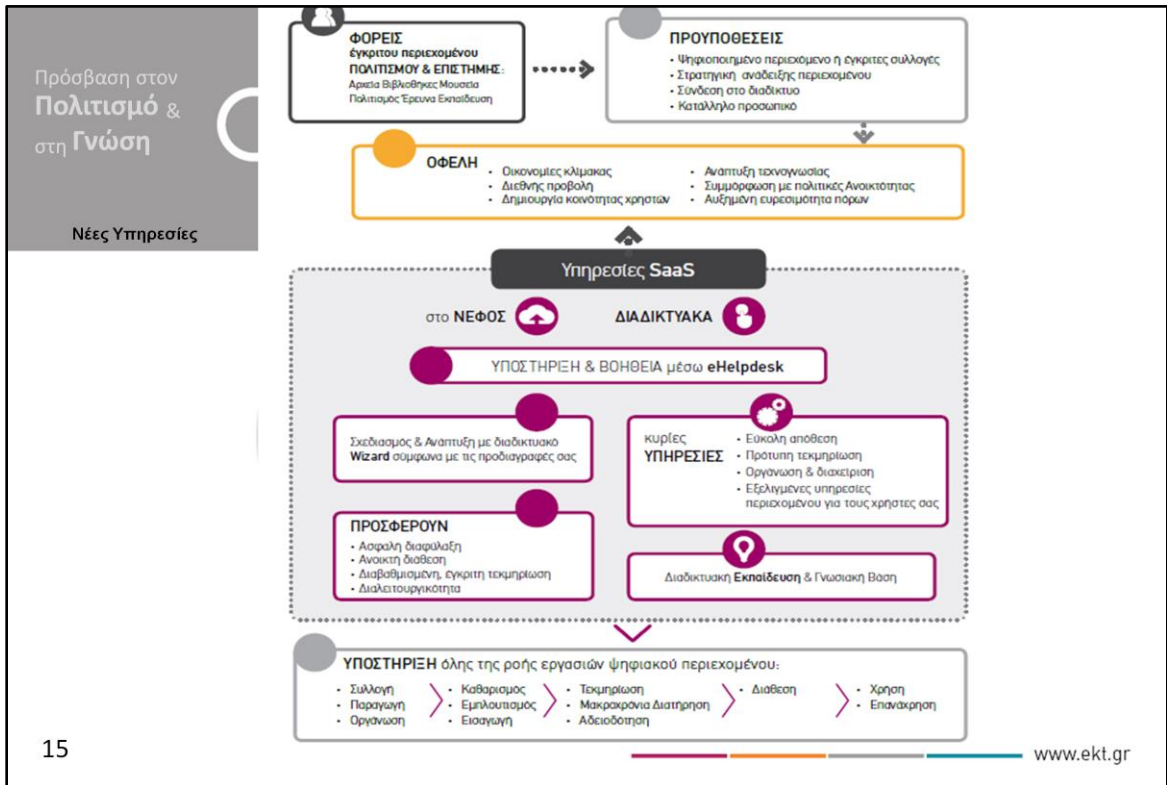 Πρόσβαση στον
Πολιτισμό &
στη Γνώση
Νέες Υπηρεσίες
ΦΟΡΕΙΣ
έγκριτου περιεχομένου
ΠΟΛΙΤΙΣΜΟΥ & ΕΠΙΣΤΗΜΗΣ:
Αρχεία Βιβλιοθήκες Μουσεία
Πολιτισμός Έρευνα Εκπαίδευση
ΠΡΟΥΠΟΘΕΣΕΙΣ
• Ψηφιοποιημένο περιεχόμενο ή έγκριτες συλλογές
• Στρατηγική ανάδειξης περιεχομένου
• Σύνδεση στο διαδίκτυο
• Κατάλληλο προσωπικό
ΟΦΕΛΗ
• Οικονομίες κλίμακας
• Διεθνής προβολή
• Δημιουργία κοινότητας χρηστών
• Ανάπτυξη τεχνογνωσίας
• Συμμόρφωση με πολιτικές Ανοικτότητας
• Αυξημένη ευρεσιμότητα πόρων
Υπηρεσίες SaaS
στο ΝΕΦΟΣ
ΔΙΑΔΙΚΤΥΑΚΑ
ΥΠΟΣΤΗΡΙΞΗ & ΒΟΗΘΕΙΑ μέσω eHelpdesk
Σχεδιασμός & Ανάπτυξη με διαδικτυακό
Wizard σύμφωνα με τις προδιαγραφές σας
κυρίες
ΥΠΗΡΕΣΙΕΣ
• Εύκολη απόθεση
• Πρότυπη τεκμηρίωση
• Οργάνωση & διαχείριση
• Εξελιγμένες υπηρεσίες
περιεχομένου για τους χρήστες σας
ΠΡΟΣΦΕΡΟΥΝ
• Ασφαλή διαφύλαξη
• Ανοικτή διάθεση
• Διαβαθμισμένη, έγκριτη τεκμηρίωση
• Διαλειτουργικότητα
Διαδικτυακή Εκπαίδευση & Γνωσιακή Βάση
ΥΠΟΣΤΗΡΙΞΗ όλης της ροής εργασιών ψηφιακού περιεχομένου:
• Συλλογή
• Παραγωγή
• Οργάνωση
• Καθαρισμός
• Εμπλουτισμός
• Εισαγωγή
• Τεκμηρίωση
• Μακραχρόνια Διατήρηση
• Αδειοδότηση
• Διάθεση
• Χρήση
• Επανάχρηση
15
www.ekt.gr